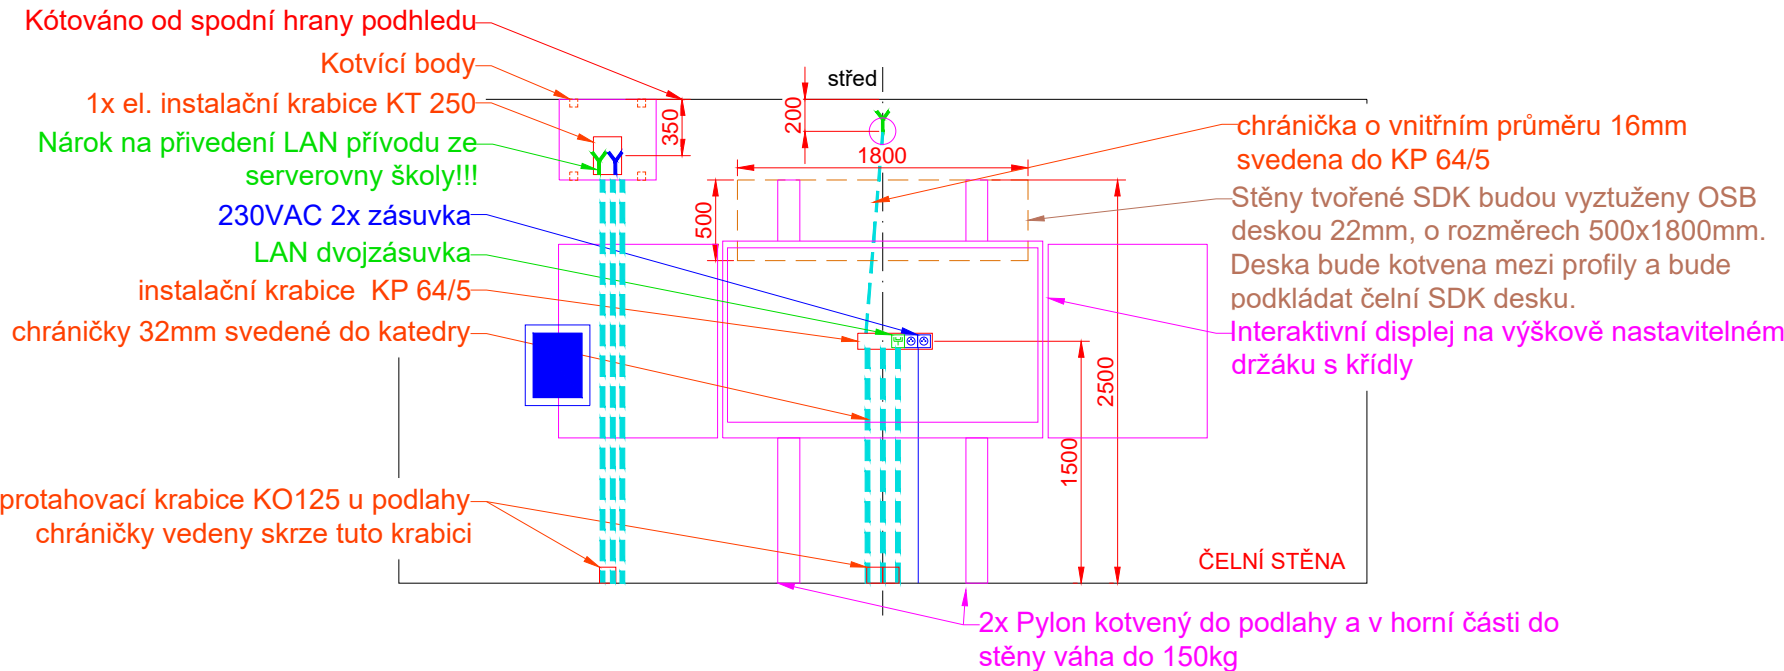 Kótováno od spodní hrany podhledu
Kotvící body
1x el. instalační krabice KT 250
Nárok na přivedení LAN přívodu ze
serverovny školy!!!
230VAC 2x zásuvka
LAN dvojzásuvka
instalační krabice KP 64/5
chráničky 32mm svedené do katedry
protahovací krabice KO125 u podlahy
chráničky vedeny skrze tuto krabici
střed
350
200
1800
500
2500
1500
chránička o vnitřním průměru 16mm
svedena do KP 64/5
Stěny tvořené SDK budou vyztuženy OSB
deskou 22mm, o rozměrech 500x1800mm.
Deska bude kotvena mezi profily a bude
podkládat čelní SDK desku.
Interaktivní displej na výškově nastavitelném
držáku s křídly
ČELNÍ STĚNA
2x Pylon kotvený do podlahy a v horní části do
stěny váha do 150kg